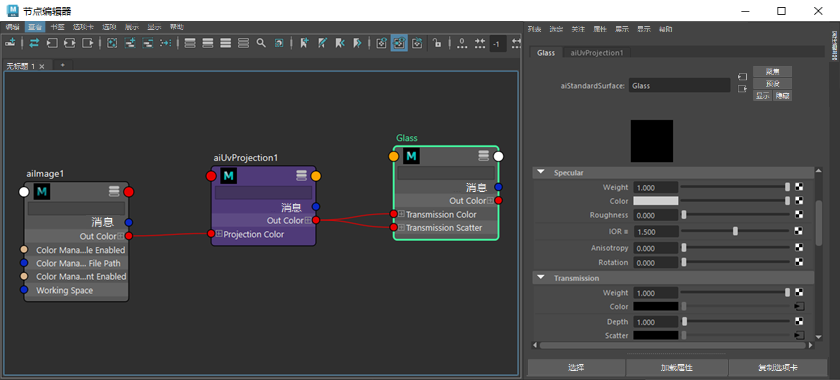 节点编辑器
编辑 查看 书签 选项卡 选项 展示 显示 帮助
列表 选定 关注 属性 展示 显示 帮助
-1
无标题 1 × +
Glass aiUvProjection1
aiStandardSurface: Glass
聚焦
预设
显示 隐藏
aiImage1
消息
Out Color
Color Mana...le Enabled
Color Mana... File Path
Color Mana...nt Enabled
Working Space
aiUvProjection1
消息
Out Color
Projection Color
Glass
消息
Out Color
Transmission Color
Transmission Scatter
Specular
Weight 1.000
Color
Roughness 0.000
IOR 1.500
Anisotropy 0.000
Rotation 0.000
Transmission
Weight 1.000
Color
Depth 1.000
Scatter
选择 加载属性 复制选项卡